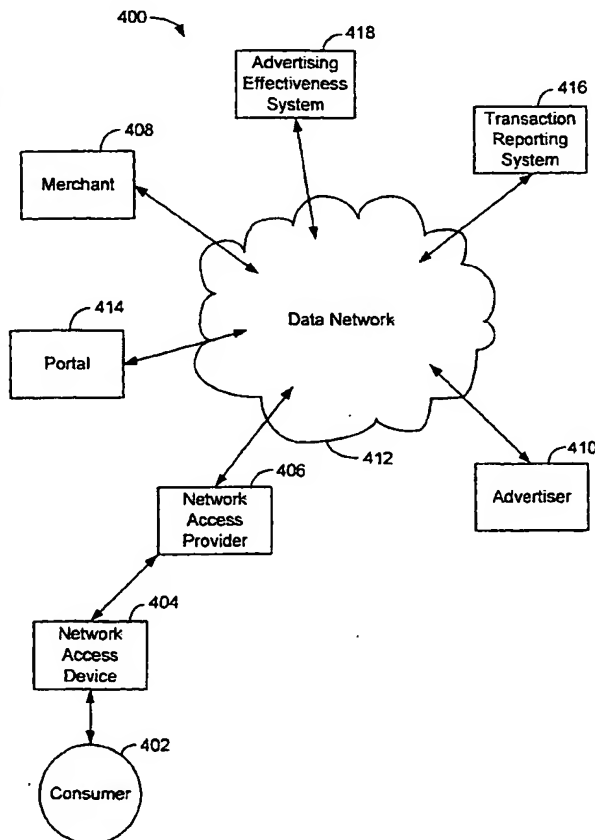 400
418
Advertising
Effectiveness
System
416
Transaction
Reporting
System
408
Merchant
414
Portal
Data Network
412
410
Advertiser
406
Network
Access
Provider
404
Network
Access
Device
402
Consumer